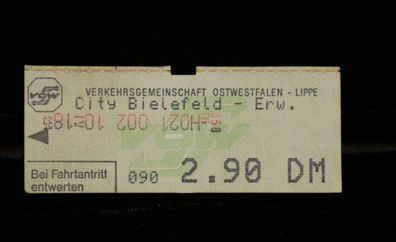 VERKEHRSGEMEINSCHAFT OSTWESTFALEN - LIPPE
City Bielefeld - Erw.
Bei Fahrtantritt
entwerten
090
2.90 DM